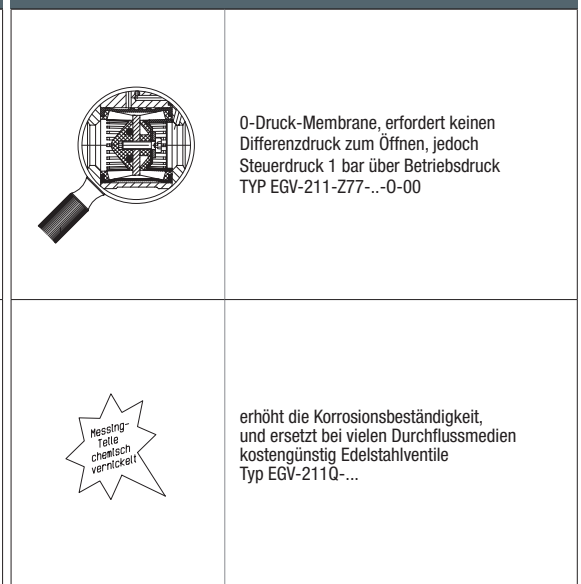 0-Druck-Membrane, erfordert keinen
Differenzdruck zum Öffnen, jedoch
Steuerdruck 1 bar über Betriebsdruck
TYP EGV-211-Z77-..-O-00
Messing-
Teile
chemisch
vernickelt
erhöht die Korrosionsbeständigkeit,
und ersetzt bei vielen Durchflussmedien
kostengünstig Edelstahlventile
Typ EGV-211Q-...